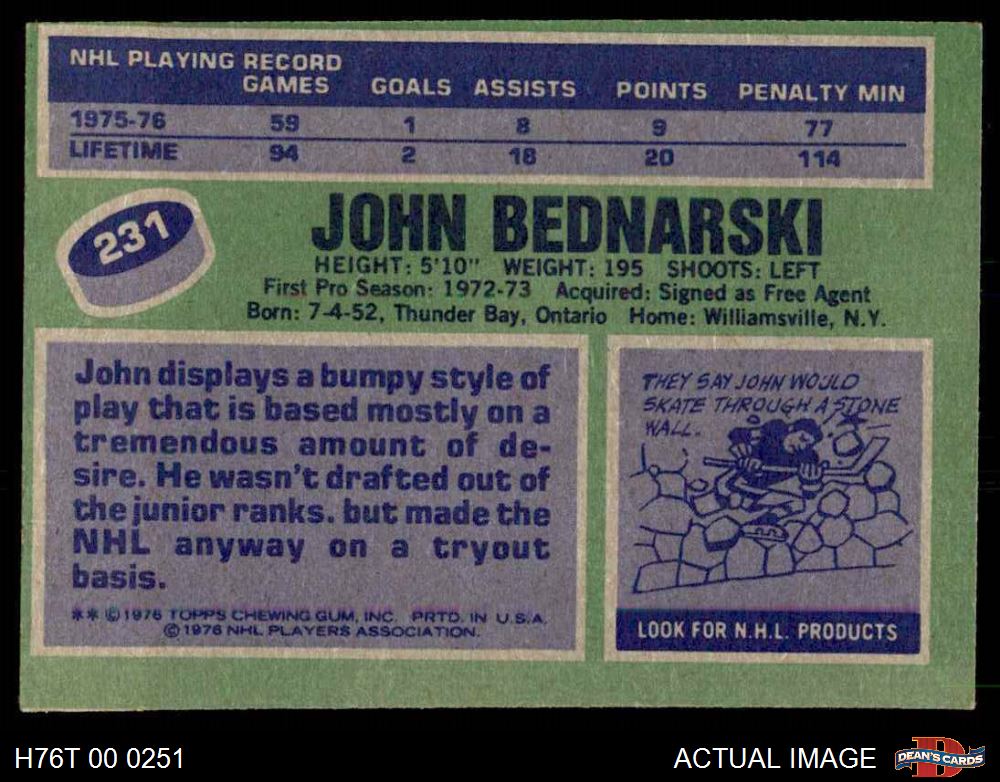 NHL PLAYING RECORD
GAMES GOALS ASSISTS POINTS PENALTY MIN
1975-76 59 1 8 9 77
LIFETIME 94 2 18 20 114
231
JOHN BEDNARSKI
HEIGHT: 5'10" WEIGHT: 195 SHOOTS: LEFT
First Pro Season: 1972-73 Acquired: Signed as Free Agent
Born: 7-4-52, Thunder Bay, Ontario Home: Williamsville, N.Y.
John displays a bumpy style of
play that is based mostly on a
tremendous amount of de-
sire. He wasn't drafted out of
the junior ranks. but made the
NHL anyway on a tryout
basis.
** © 1976 TOPPS CHEWING GUM, INC. PRTD. IN U.S.A.
© 1976 NHL PLAYERS ASSOCIATION.
THEY SAY JOHN WOULD
SKATE THROUGH A STONE
WALL.
LOOK FOR N.H.L. PRODUCTS
H76T 00 0251
ACTUAL IMAGE
D
DEAN'S CARDS